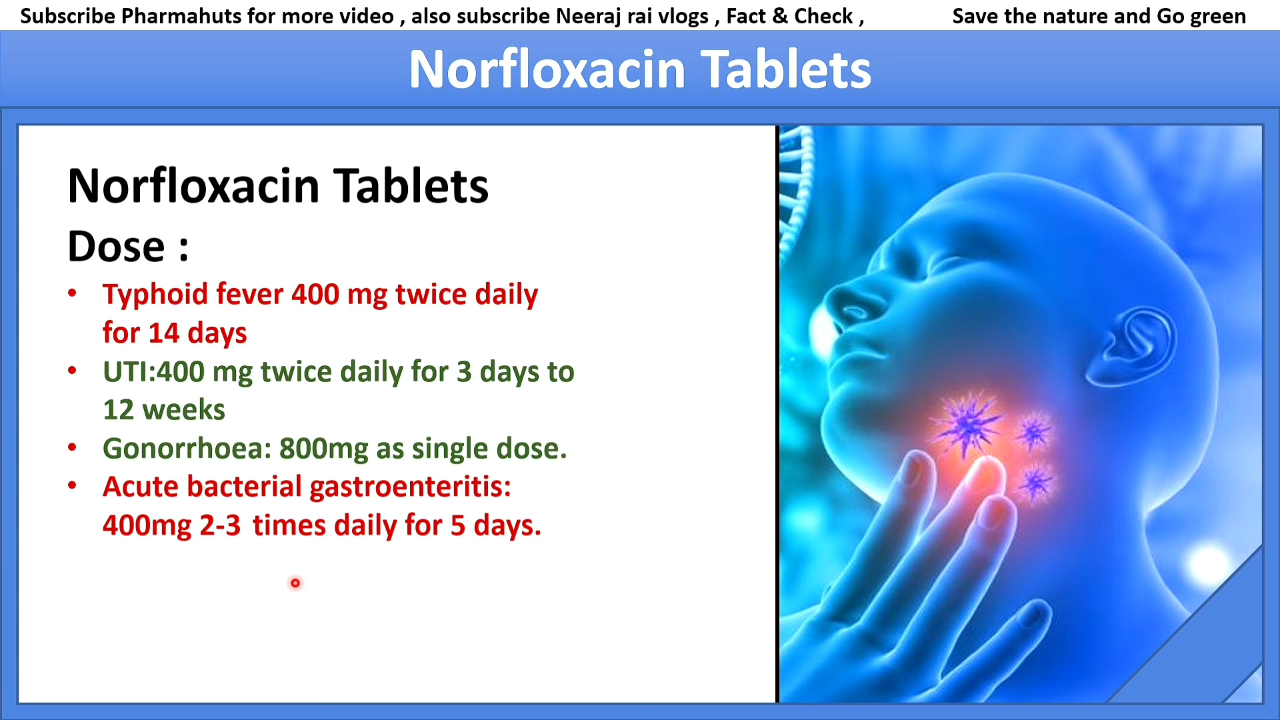 Subscribe Pharmahuts for more video , also subscribe Neeraj rai vlogs , Fact & Check , Save the nature and Go green
Norfloxacin Tablets
Norfloxacin Tablets
Dose :
• Typhoid fever 400 mg twice daily
for 14 days
• UTI:400 mg twice daily for 3 days to
12 weeks
• Gonorrhoea: 800mg as single dose.
• Acute bacterial gastroenteritis:
400mg 2-3 times daily for 5 days.